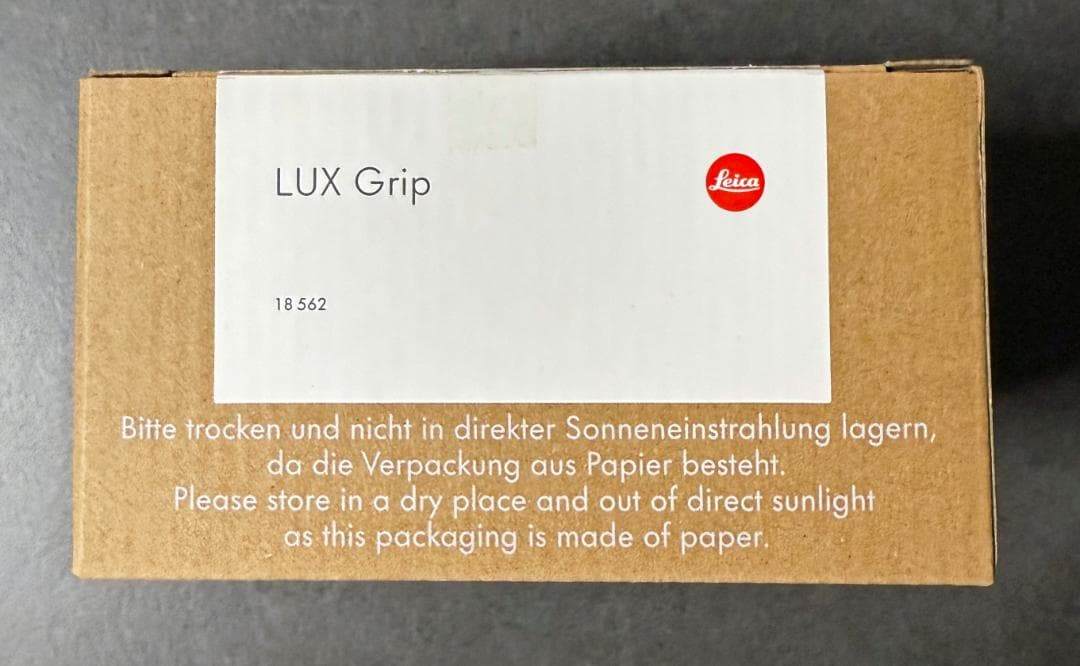 LUX Grip
Leica
18 562
Bitte trocken und nicht in direkter Sonneneinstrahlung lagern,
da die Verpackung aus Papier besteht.
Please store in a dry place and out of direct sunlight
as this packaging is made of paper.